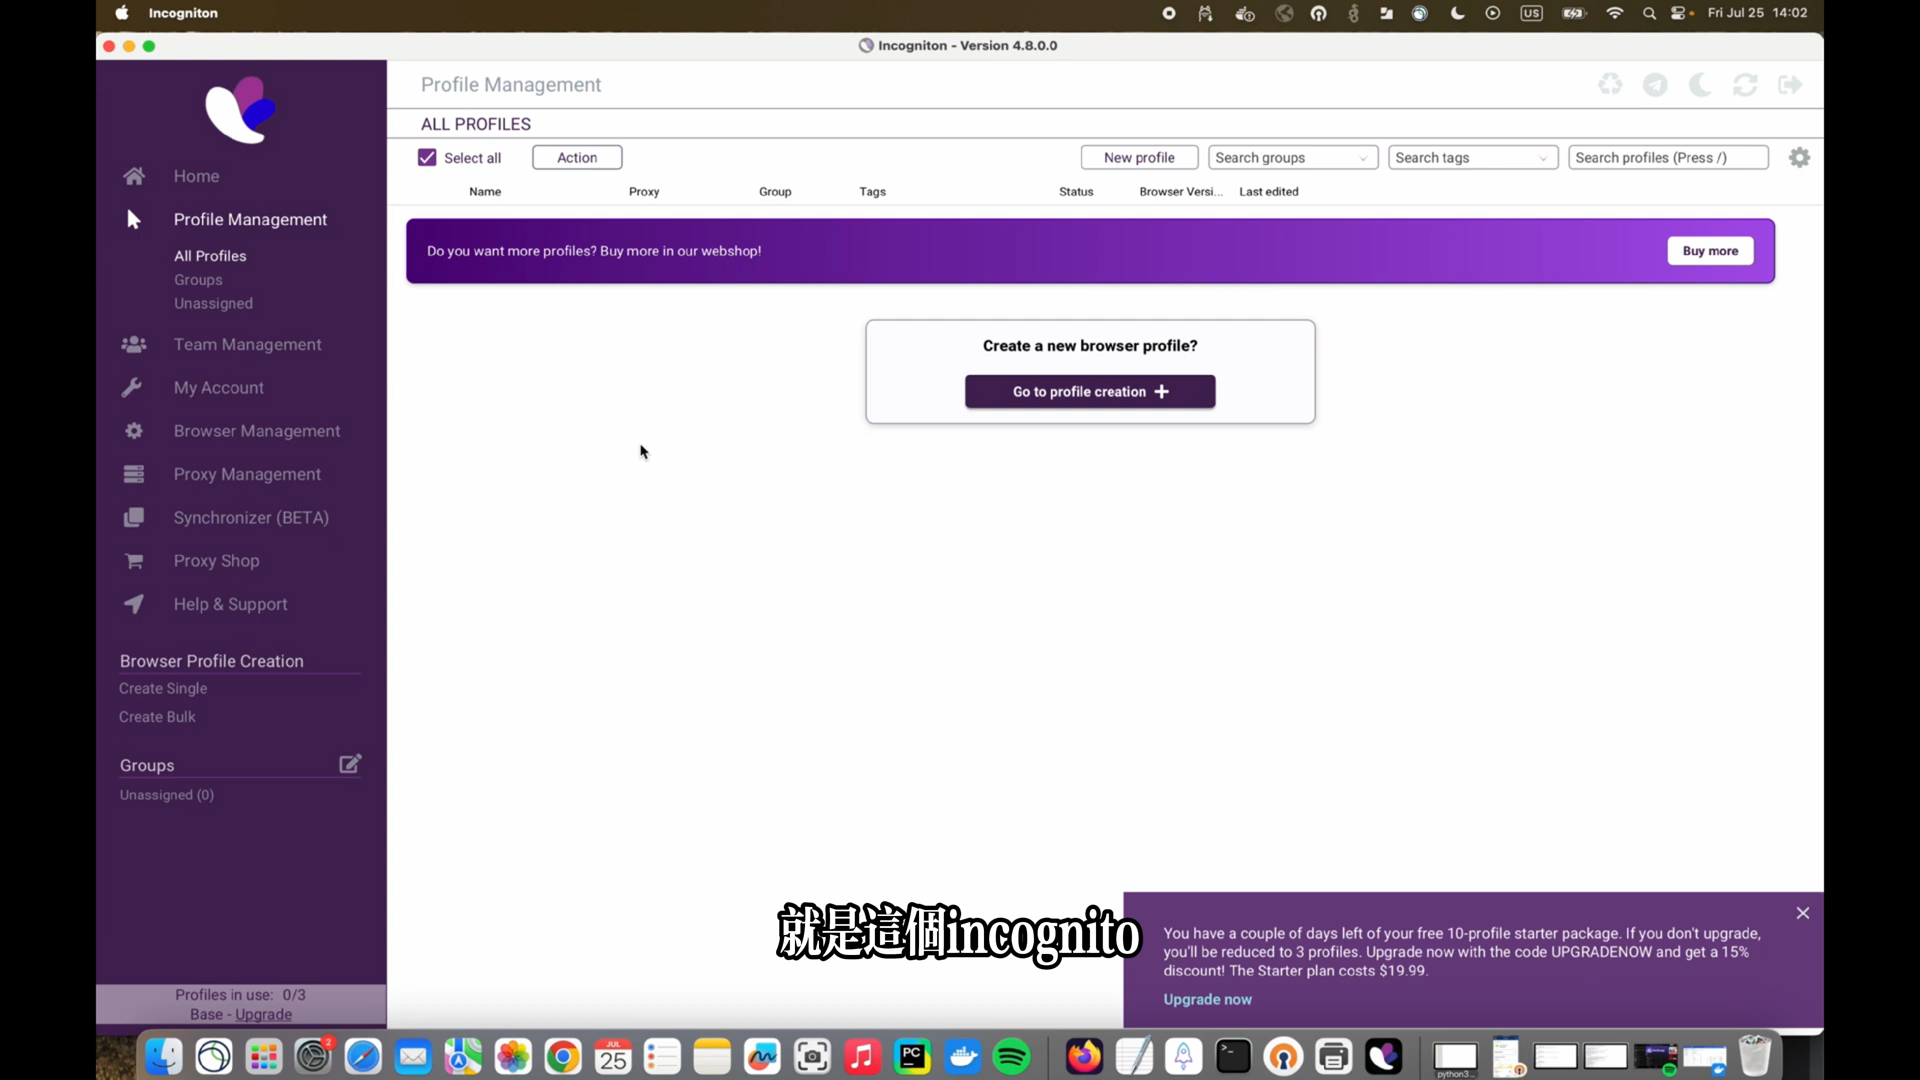 Incogniton
US
Fri Jul 25 14:02
Incogniton - Version 4.8.0.0
Profile Management
ALL PROFILES
Select all
Action
New profile
Search groups
Search tags
Search profiles (Press /)
Name
Proxy
Group
Tags
Status
Browser Versi...
Last edited
Do you want more profiles? Buy more in our webshop!
Buy more
Create a new browser profile?
Go to profile creation +
Home
Profile Management
All Profiles
Groups
Unassigned
Team Management
My Account
Browser Management
Proxy Management
Synchronizer (BETA)
Proxy Shop
Help & Support
Browser Profile Creation
Create Single
Create Bulk
Groups
Unassigned (0)
Profiles in use: 0/3
Base - Upgrade
就是這個incognito
You have a couple of days left of your free 10-profile starter package. If you don't upgrade,
you'll be reduced to 3 profiles. Upgrade now with the code UPGRADENOW and get a 15%
discount! The Starter plan costs $19.99.
Upgrade now
2
JUL
25
PC
python3...